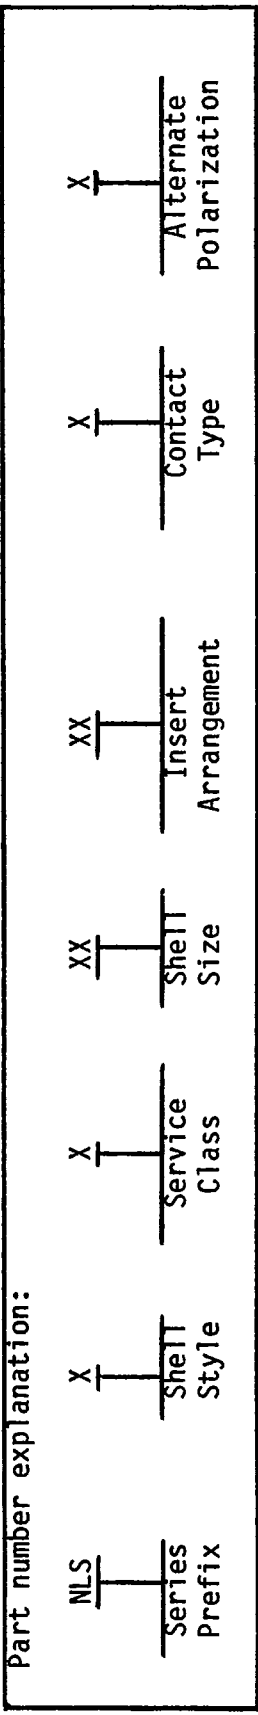 Part number explanation:
NLS X X XX XX X X
Series Shell Service Shell Insert Contact Alternate
Prefix Style Class Size Arrangement Type Polarization